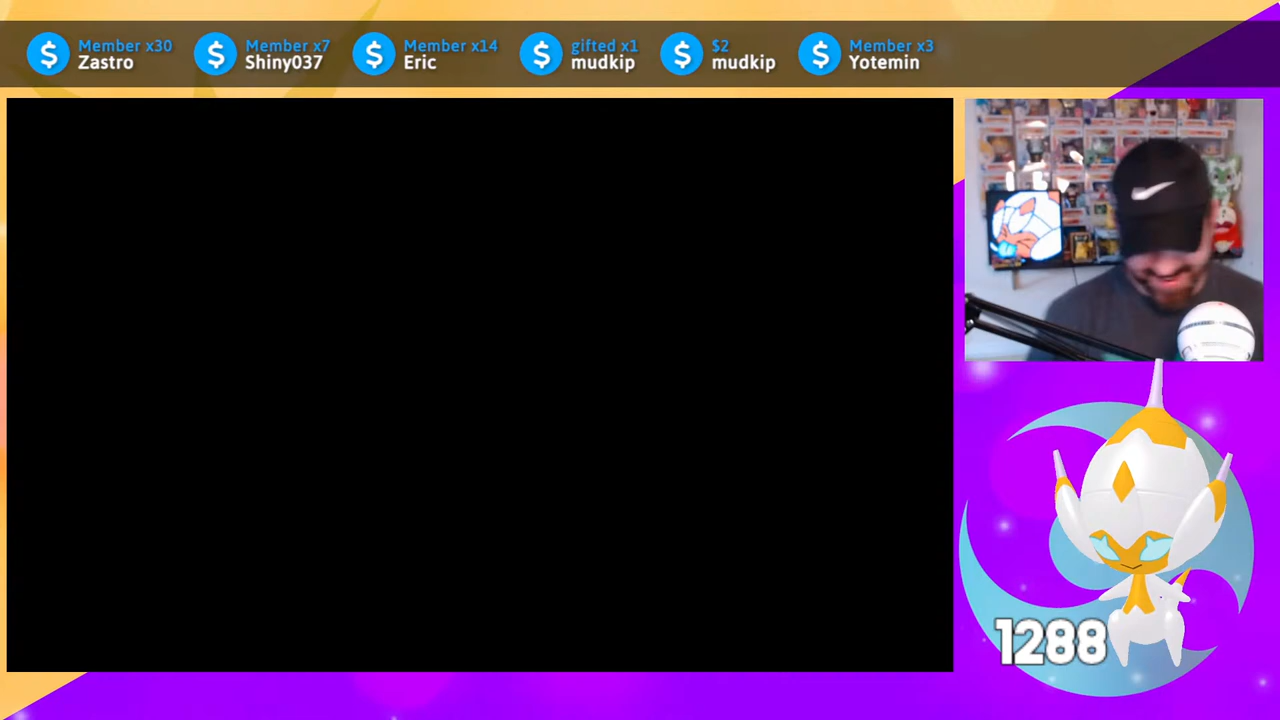 Member x30
Zastro
Member x7
Shiny037
Member x14
Eric
gifted x1
mudkip
$2
mudkip
Member x3
Yotemin
1288